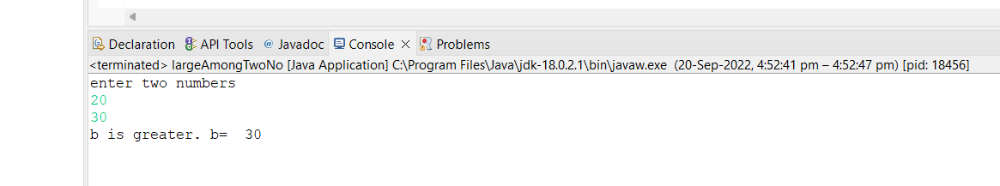 Declaration API Tools @ Javadoc Console Problems
<terminated> largeAmongTwoNo [Java Application] C:\Program Files\Java\jdk-18.0.2.1\bin\javaw.exe (20-Sep-2022, 4:52:41 pm – 4:52:47 pm) [pid: 18456]
enter two numbers
20
30
b is greater. b=  30